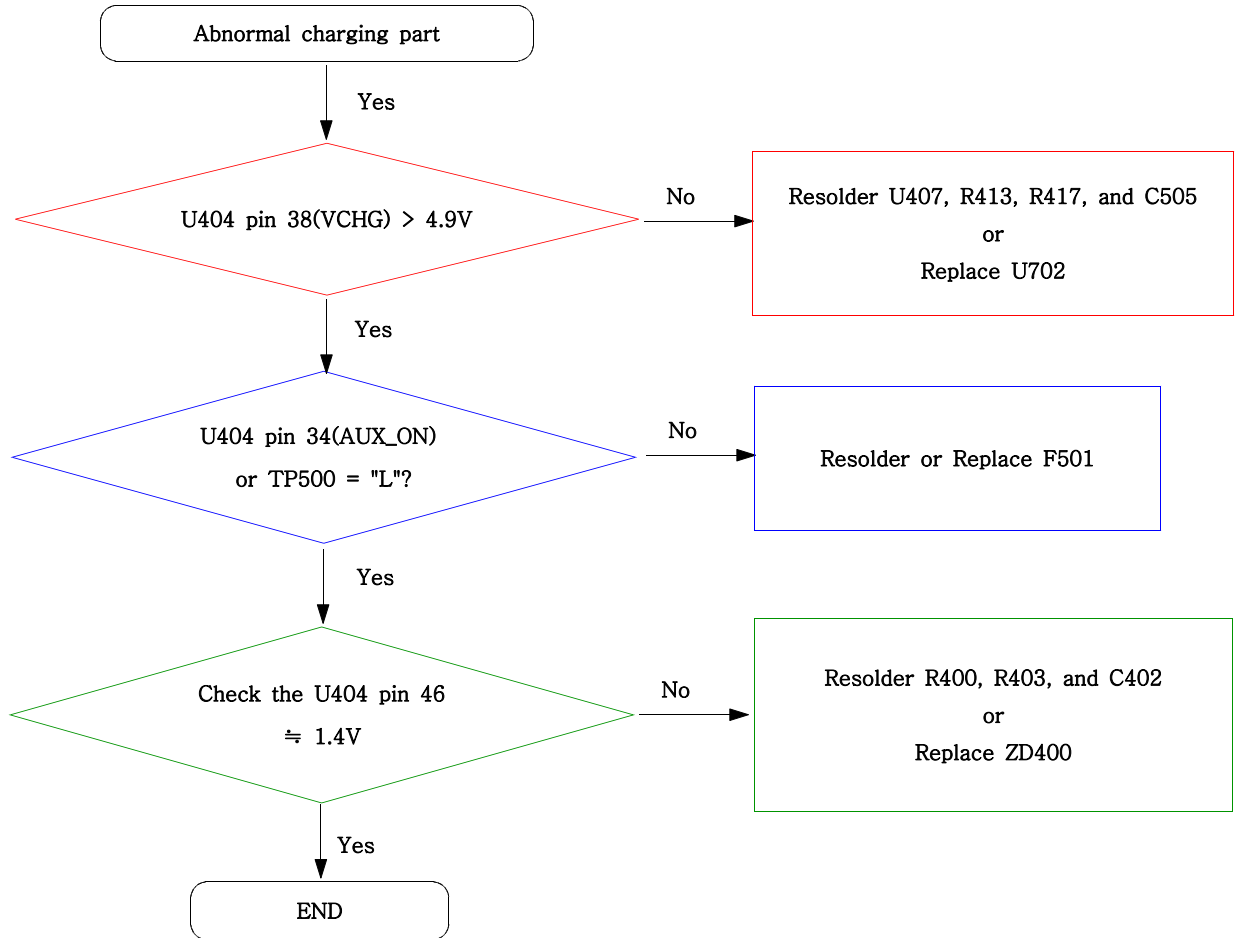 Abnormal charging part
Yes
U404 pin 38(VCHG) > 4.9V
No
Resolder U407, R413, R417, and C505
or
Replace U702
Yes
U404 pin 34(AUX_ON)
or TP500 = "L"?
No
Resolder or Replace F501
Yes
Check the U404 pin 46
≒ 1.4V
No
Resolder R400, R403, and C402
or
Replace ZD400
Yes
END